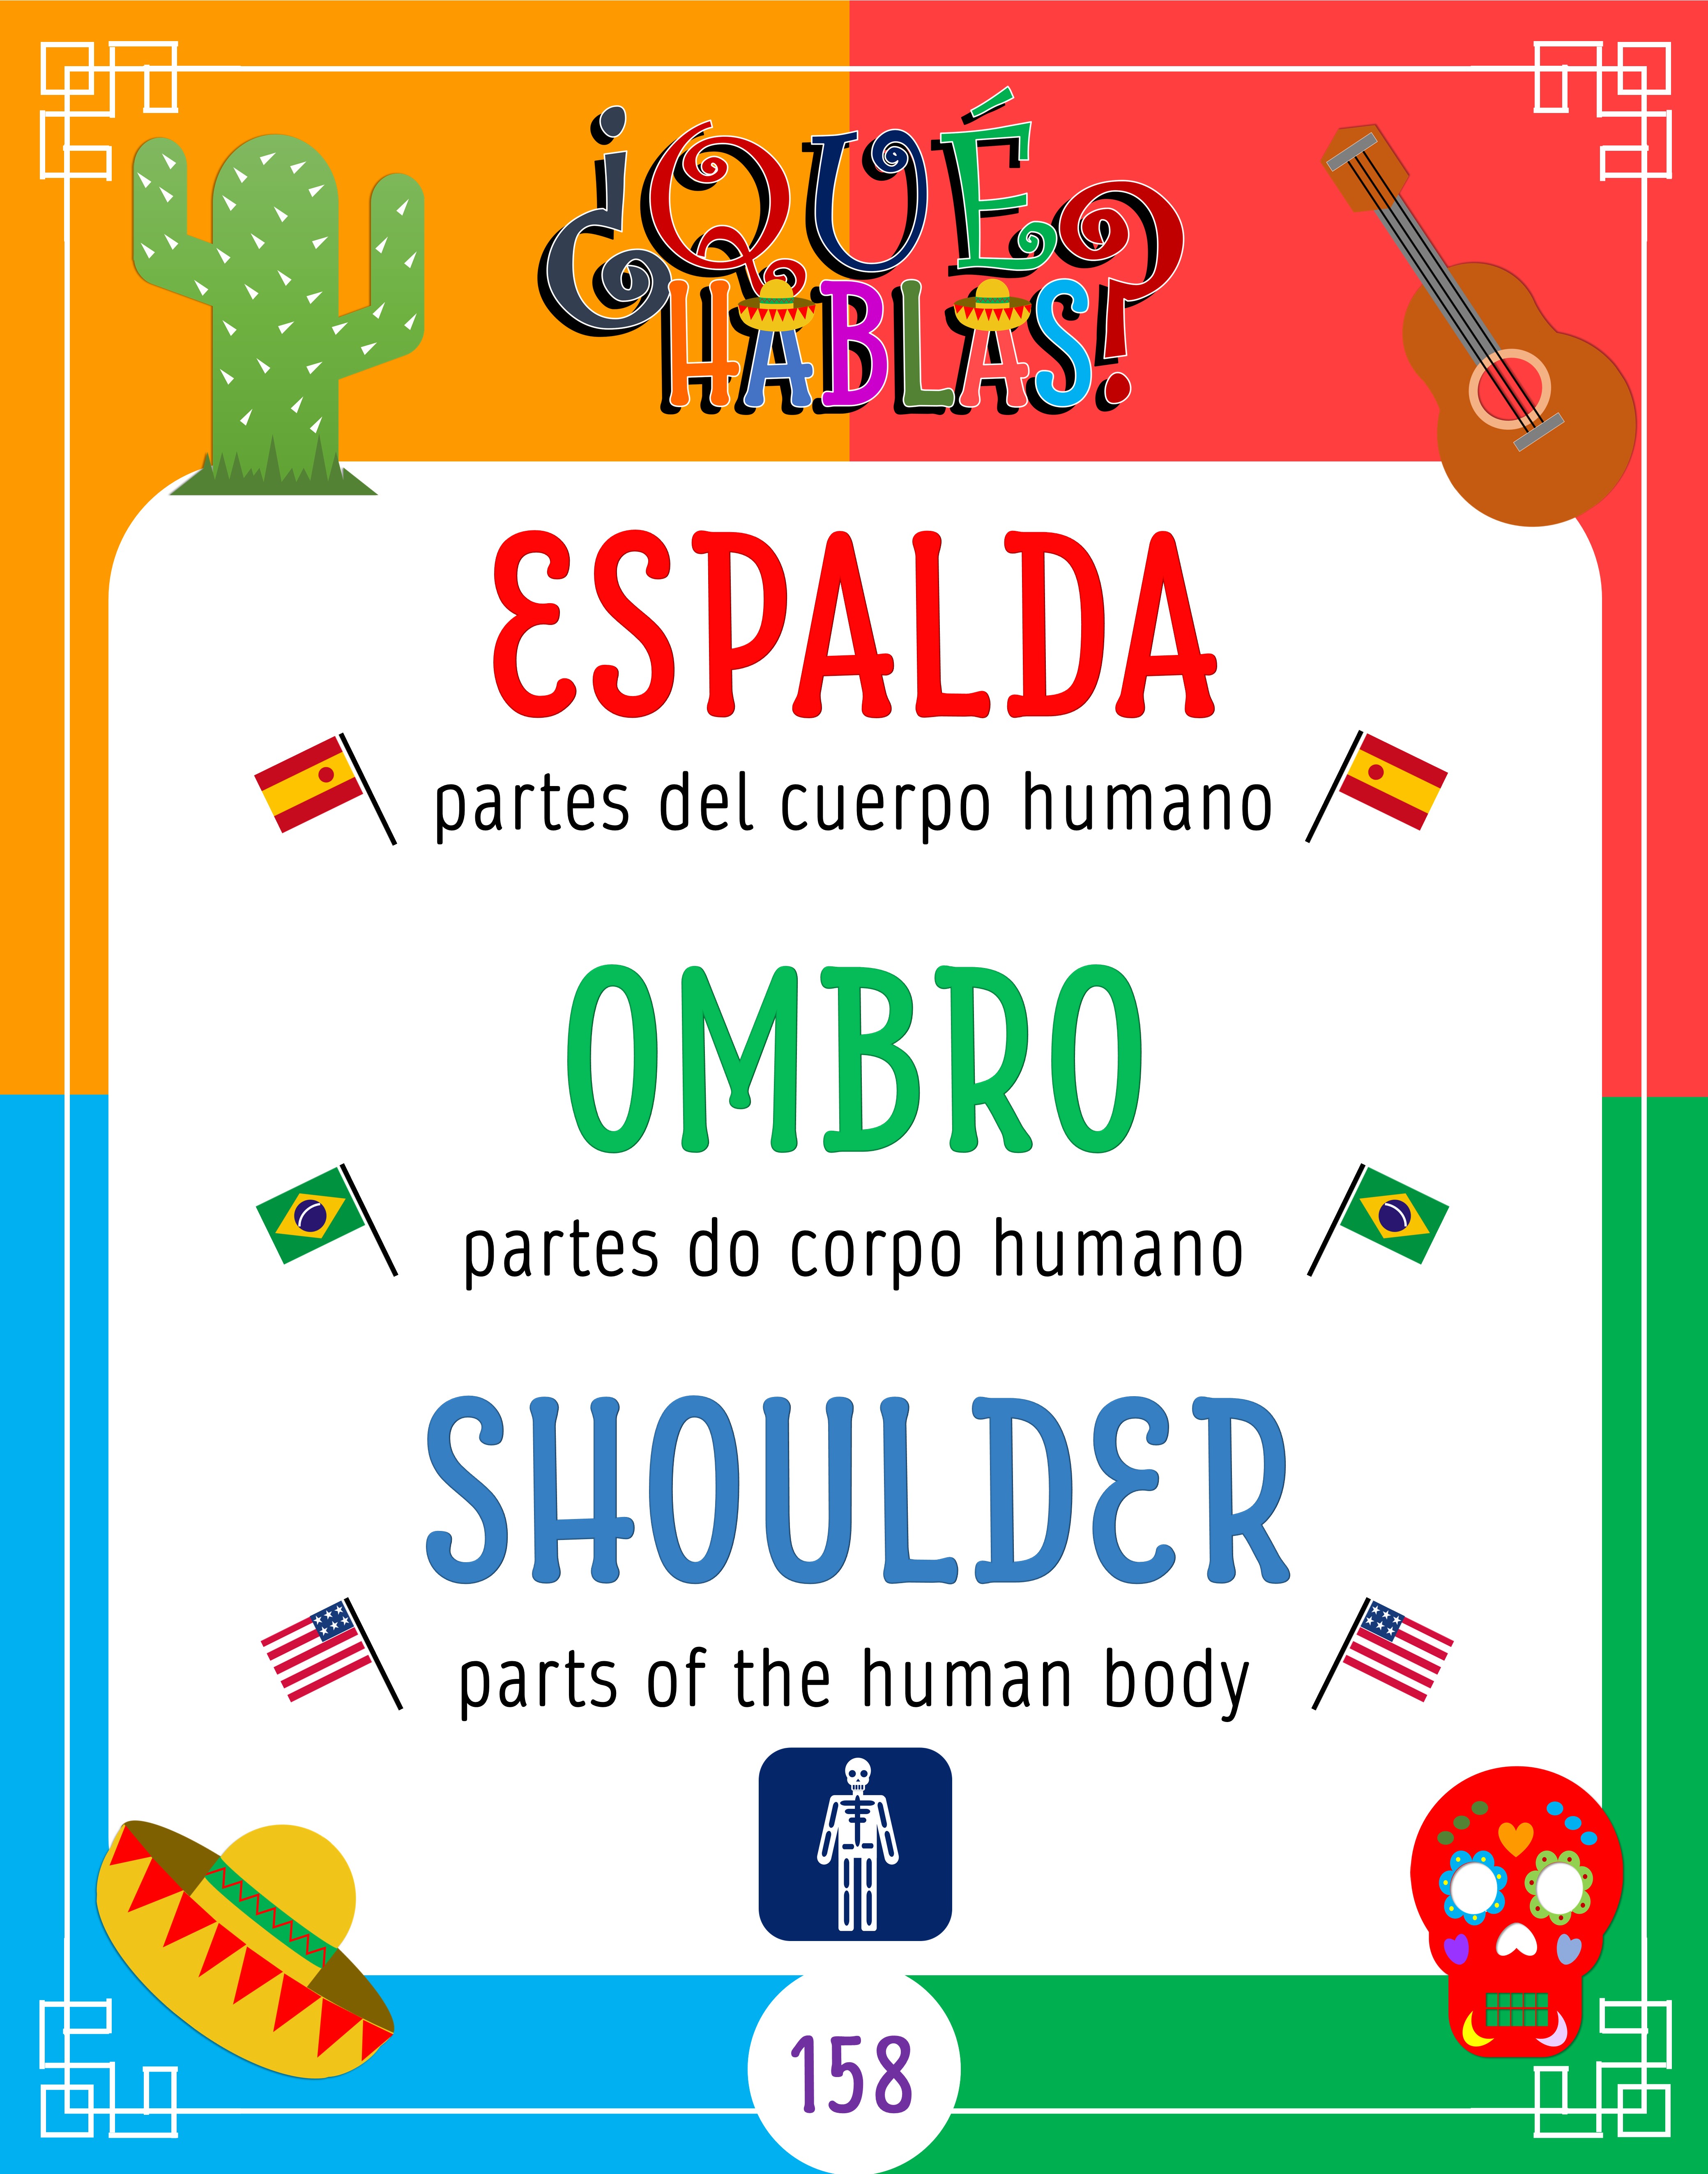 ¿QUÉ
HABLAS!?
ESPALDA
partes del cuerpo humano
OMBRO
partes do corpo humano
SHOULDER
parts of the human body
158